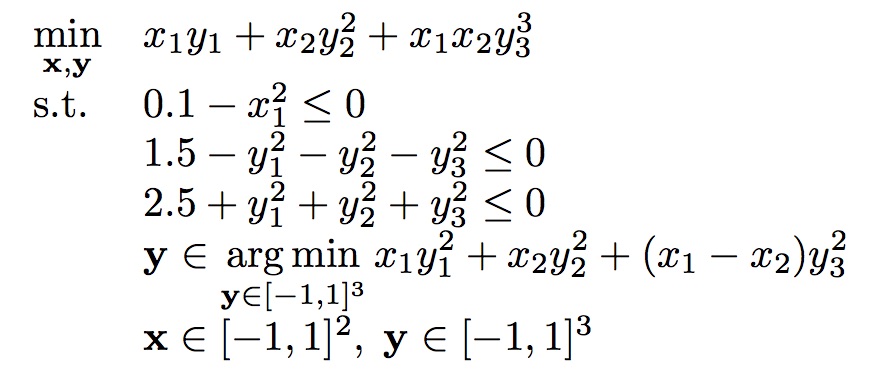 min x₁y₁ + x₂y₂² + x₁x₂y₃³
x,y
s.t. 0.1 − x₁² ≤ 0
1.5 − y₁² − y₂² − y₃² ≤ 0
2.5 + y₁² + y₂² + y₃² ≤ 0
y ∈ arg min x₁y₁² + x₂y₂² + (x₁ − x₂)y₃²
y∈[−1,1]³
x ∈ [−1, 1]², y ∈ [−1, 1]³